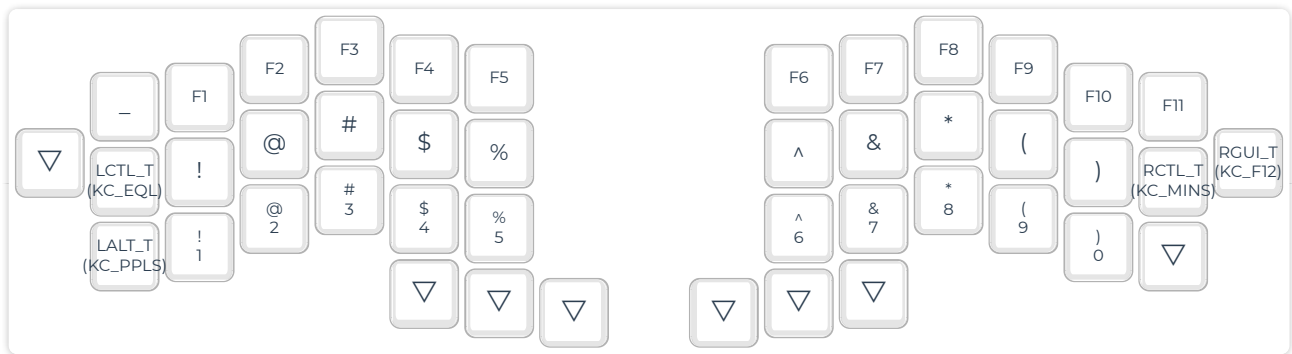 _
F1
F2
F3
F4
F5
F6
F7
F8
F9
F10
F11
LCTL_T
(KC_EQL)
!
@
#
$
%
^
&
*
(
)
RCTL_T
(KC_MINS)
RGUI_T
(KC_F12)
LALT_T
(KC_PPLS)
!
1
@
2
#
3
$
4
%
5
^
6
&
7
*
8
(
9
)
0